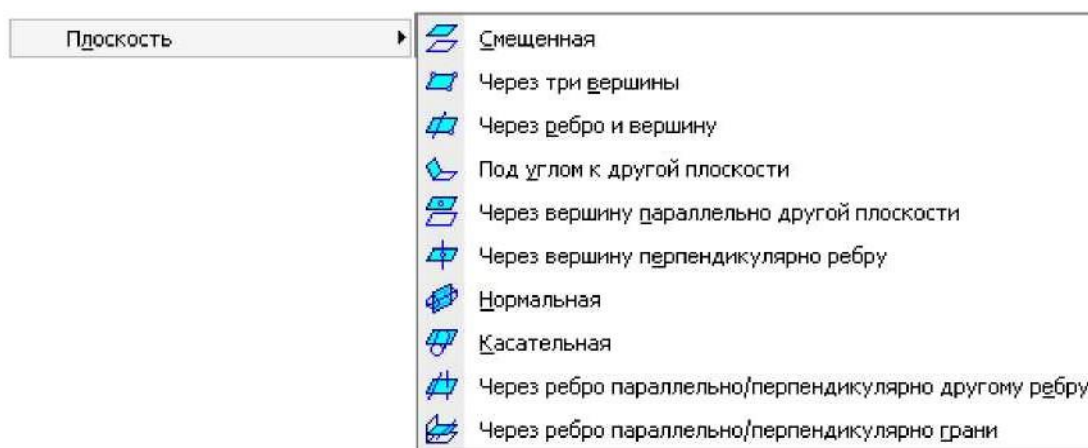 Плоскость
Смещенная
Через три вершины
Через ребро и вершину
Под углом к другой плоскости
Через вершину параллельно другой плоскости
Через вершину перпендикулярно ребру
Нормальная
Касательная
Через ребро параллельно/перпендикулярно другому ребру
Через ребро параллельно/перпендикулярно грани